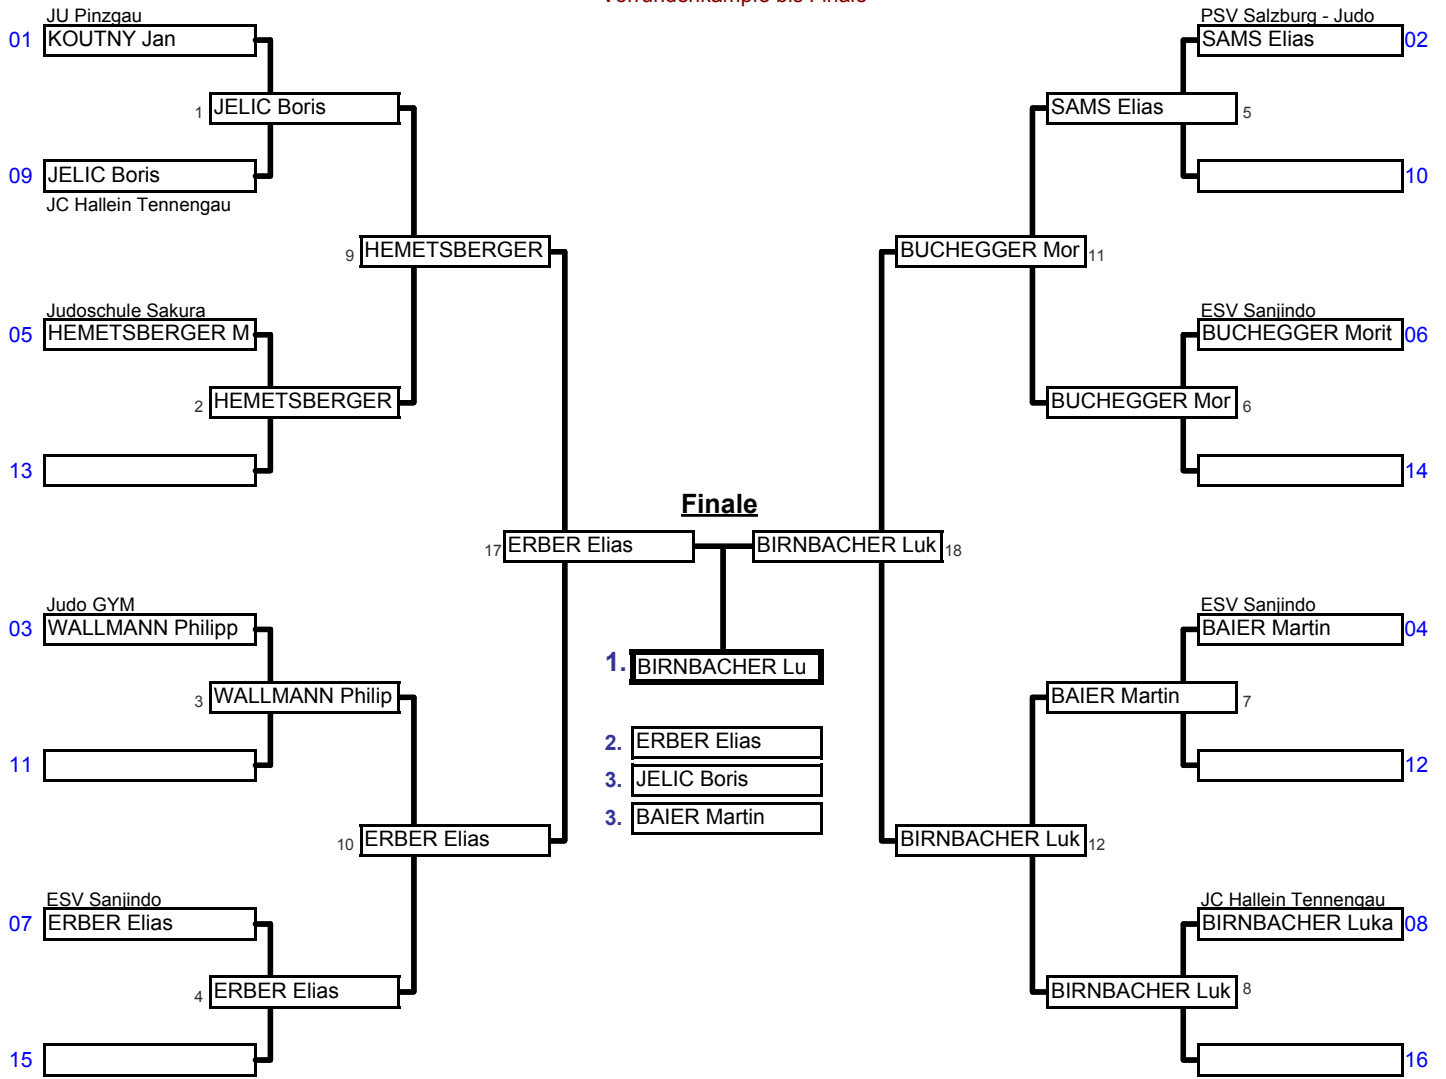 JU Pinzgau
01 KOUTNY Jan
1 JELIC Boris
09 JELIC Boris
JC Hallein Tennengau
9 HEMETSBERGER
Judoschule Sakura
05 HEMETSBERGER M
2 HEMETSBERGER
13
17 ERBER Elias
Judo GYM
03 WALLMANN Philipp
3 WALLMANN Philip
11
10 ERBER Elias
ESV Sanjindo
07 ERBER Elias
4 ERBER Elias
15
Finale
1. BIRNBACHER Lu
2. ERBER Elias
3. JELIC Boris
3. BAIER Martin
PSV Salzburg - Judo
SAMS Elias 02
SAMS Elias 5
10
BUCHEGGER Mor 11
ESV Sanjindo
BUCHEGGER Morit 06
BUCHEGGER Mor 6
14
BIRNBACHER Luk 18
ESV Sanjindo
BAIER Martin 04
BAIER Martin 7
12
BIRNBACHER Luk 12
JC Hallein Tennengau
BIRNBACHER Luka 08
BIRNBACHER Luk 8
16